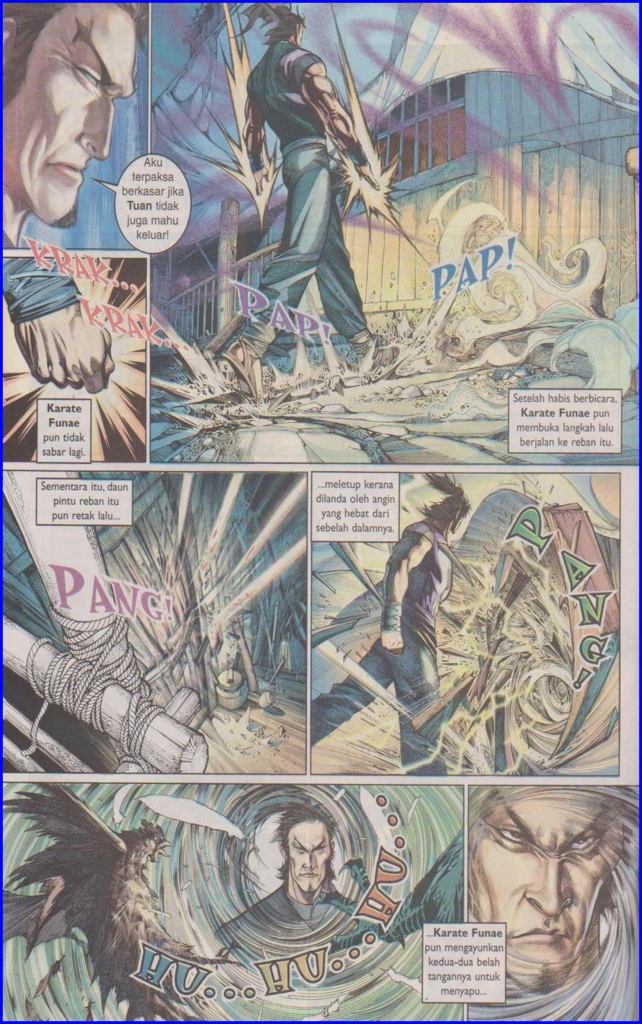 Aku
terpaksa
berkasar jika
Tuan tidak
juga mahu
keluar!
KRAK...
KRAK...
PAP!
PAP!
Karate
Funae
pun tidak
sabar lagi.
Setelah habis berbicara,
Karate Funae pun
membuka langkah lalu
berjalan ke reban itu.
Sementara itu, daun
pintu reban itu
pun retak lalu...
PANG!
...meletup kerana
dilanda oleh angin
yang hebat dari
sebelah dalamnya.
PANG!
HU...HU...HU...
...Karate Funae
pun mengayunkan
kedua-dua belah
tangannya untuk
menyapu...
8